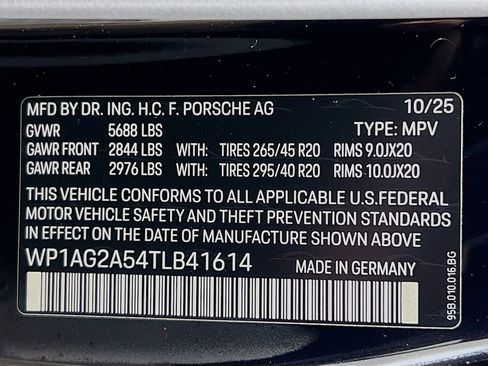 MFD BY DR. ING. H.C. F. PORSCHE AG 10/25
GVWR 5688 LBS TYPE: MPV
GAWR FRONT 2844 LBS WITH: TIRES 265/45 R20 RIMS 9.0JX20
GAWR REAR 2976 LBS WITH: TIRES 295/40 R20 RIMS 10.0JX20
THIS VEHICLE CONFORMS TO ALL APPLICABLE U.S.FEDERAL
MOTOR VEHICLE SAFETY AND THEFT PREVENTION STANDARDS
IN EFFECT ON THE DATE OF MANUFACTURE SHOWN ABOVE
WP1AG2A54TLB41614 MADE IN GERMANY
95B.010.016.BG